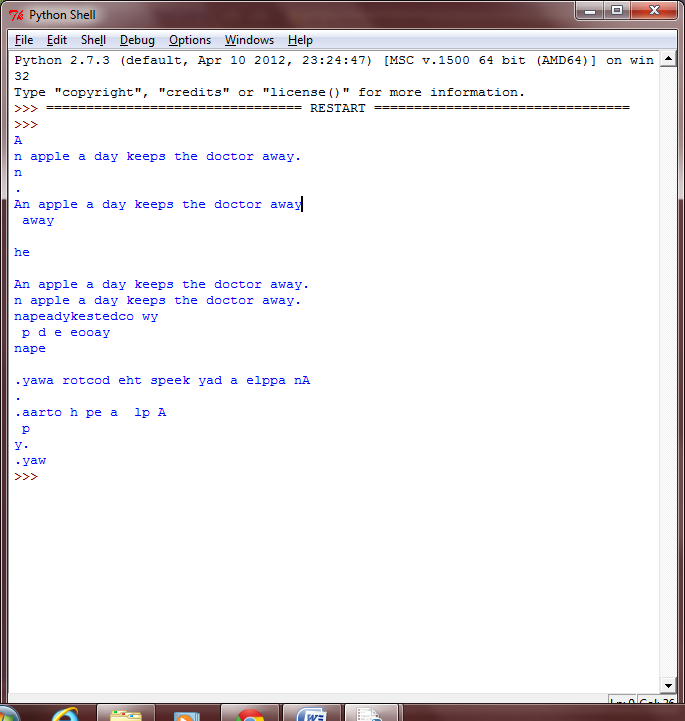 Python Shell
File Edit Shell Debug Options Windows Help
Python 2.7.3 (default, Apr 10 2012, 23:24:47) [MSC v.1500 64 bit (AMD64)] on win
32
Type "copyright", "credits" or "license()" for more information.
>>> ================================ RESTART ================================
>>>
A
n apple a day keeps the doctor away.
n
.
An apple a day keeps the doctor away
 away

he

An apple a day keeps the doctor away.
n apple a day keeps the doctor away.
napeadykestedco wy
 p d e eooay
nape

.yawa rotcod eht speek yad a elppa nA
.
.aarto h pe a  lp A
 p
y.
.yaw
>>>